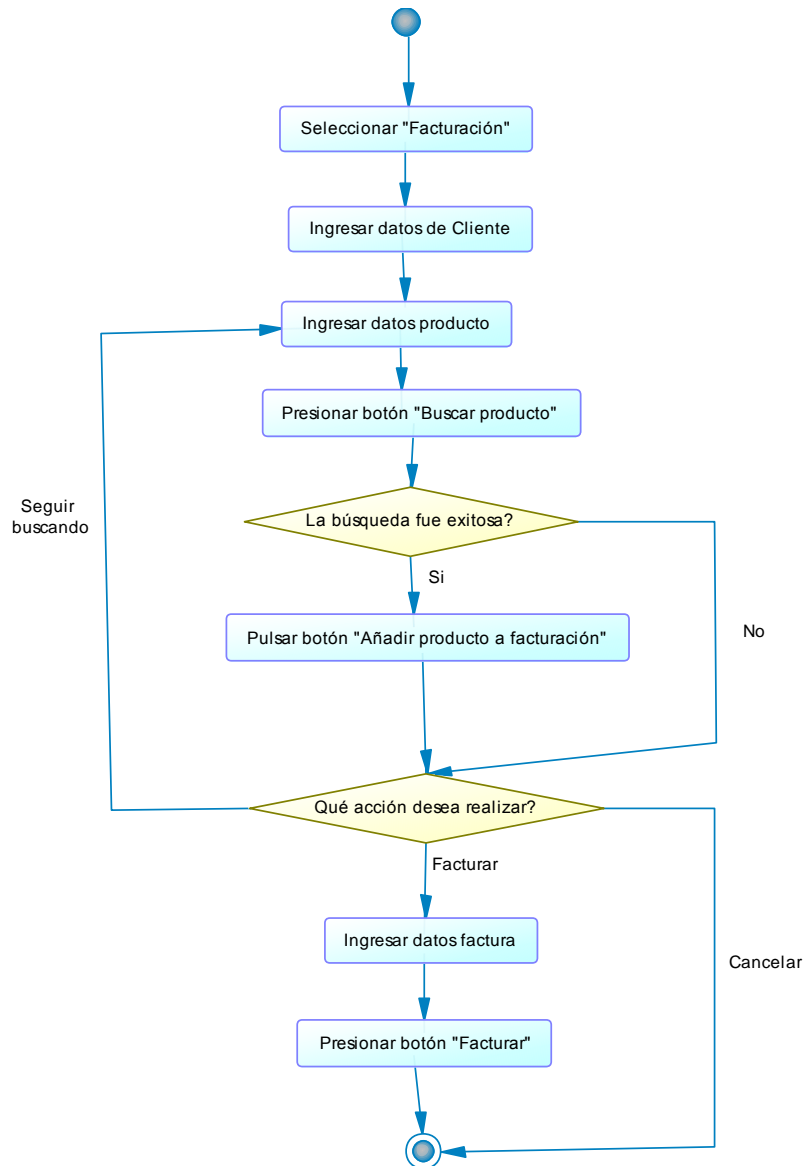 Seleccionar "Facturación"
Ingresar datos de Cliente
Ingresar datos producto
Presionar botón "Buscar producto"
Seguir
buscando
La búsqueda fue exitosa?
Si
Pulsar botón "Añadir producto a facturación"
No
Qué acción desea realizar?
Facturar
Ingresar datos factura
Cancelar
Presionar botón "Facturar"